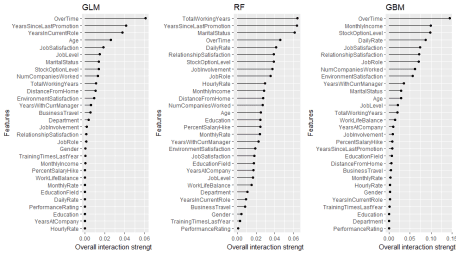 GLM
OverTime
YearsSinceLastPromotion
YearsInCurrentRole
Age
JobSatisfaction
JobLevel
MaritalStatus
StockOptionLevel
NumCompaniesWorked
TotalWorkingYears
DistanceFromHome
EnvironmentSatisfaction
YearsWithCurrManager
BusinessTravel
Department
JobInvolvement
RelationshipSatisfaction
JobRole
Gender
TrainingTimesLastYear
MonthlyIncome
PercentSalaryHike
WorkLifeBalance
MonthlyRate
EducationField
DailyRate
PerformanceRating
Education
YearsAtCompany
HourlyRate
Features
0.00 0.02 0.04 0.06
Overall interaction strengt
RF
TotalWorkingYears
YearsSinceLastPromotion
MaritalStatus
OverTime
DailyRate
RelationshipSatisfaction
StockOptionLevel
JobInvolvement
JobRole
HourlyRate
MonthlyIncome
DistanceFromHome
NumCompaniesWorked
Age
Education
PercentSalaryHike
MonthlyRate
YearsWithCurrManager
EnvironmentSatisfaction
JobSatisfaction
EducationField
YearsAtCompany
JobLevel
WorkLifeBalance
Department
YearsInCurrentRole
BusinessTravel
Gender
TrainingTimesLastYear
PerformanceRating
Features
0.00 0.02 0.04 0.06
Overall interaction strengt
GBM
OverTime
MonthlyIncome
StockOptionLevel
DailyRate
JobSatisfaction
RelationshipSatisfaction
JobRole
NumCompaniesWorked
EnvironmentSatisfaction
YearsWithCurrManager
MaritalStatus
Age
JobLevel
TotalWorkingYears
WorkLifeBalance
YearsAtCompany
JobInvolvement
PercentSalaryHike
YearsSinceLastPromotion
EducationField
DistanceFromHome
BusinessTravel
MonthlyRate
HourlyRate
Gender
YearsInCurrentRole
TrainingTimesLastYear
Education
Department
PerformanceRating
Features
0.00 0.05 0.10 0.15
Overall interaction strengt